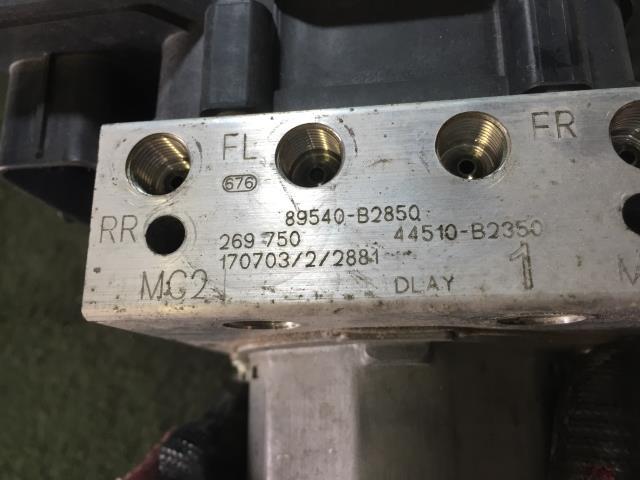 FL FR
676
89540-B2850
RR 269 750 44510-B2350
170703/2/2881 1
MC2 DLAY M